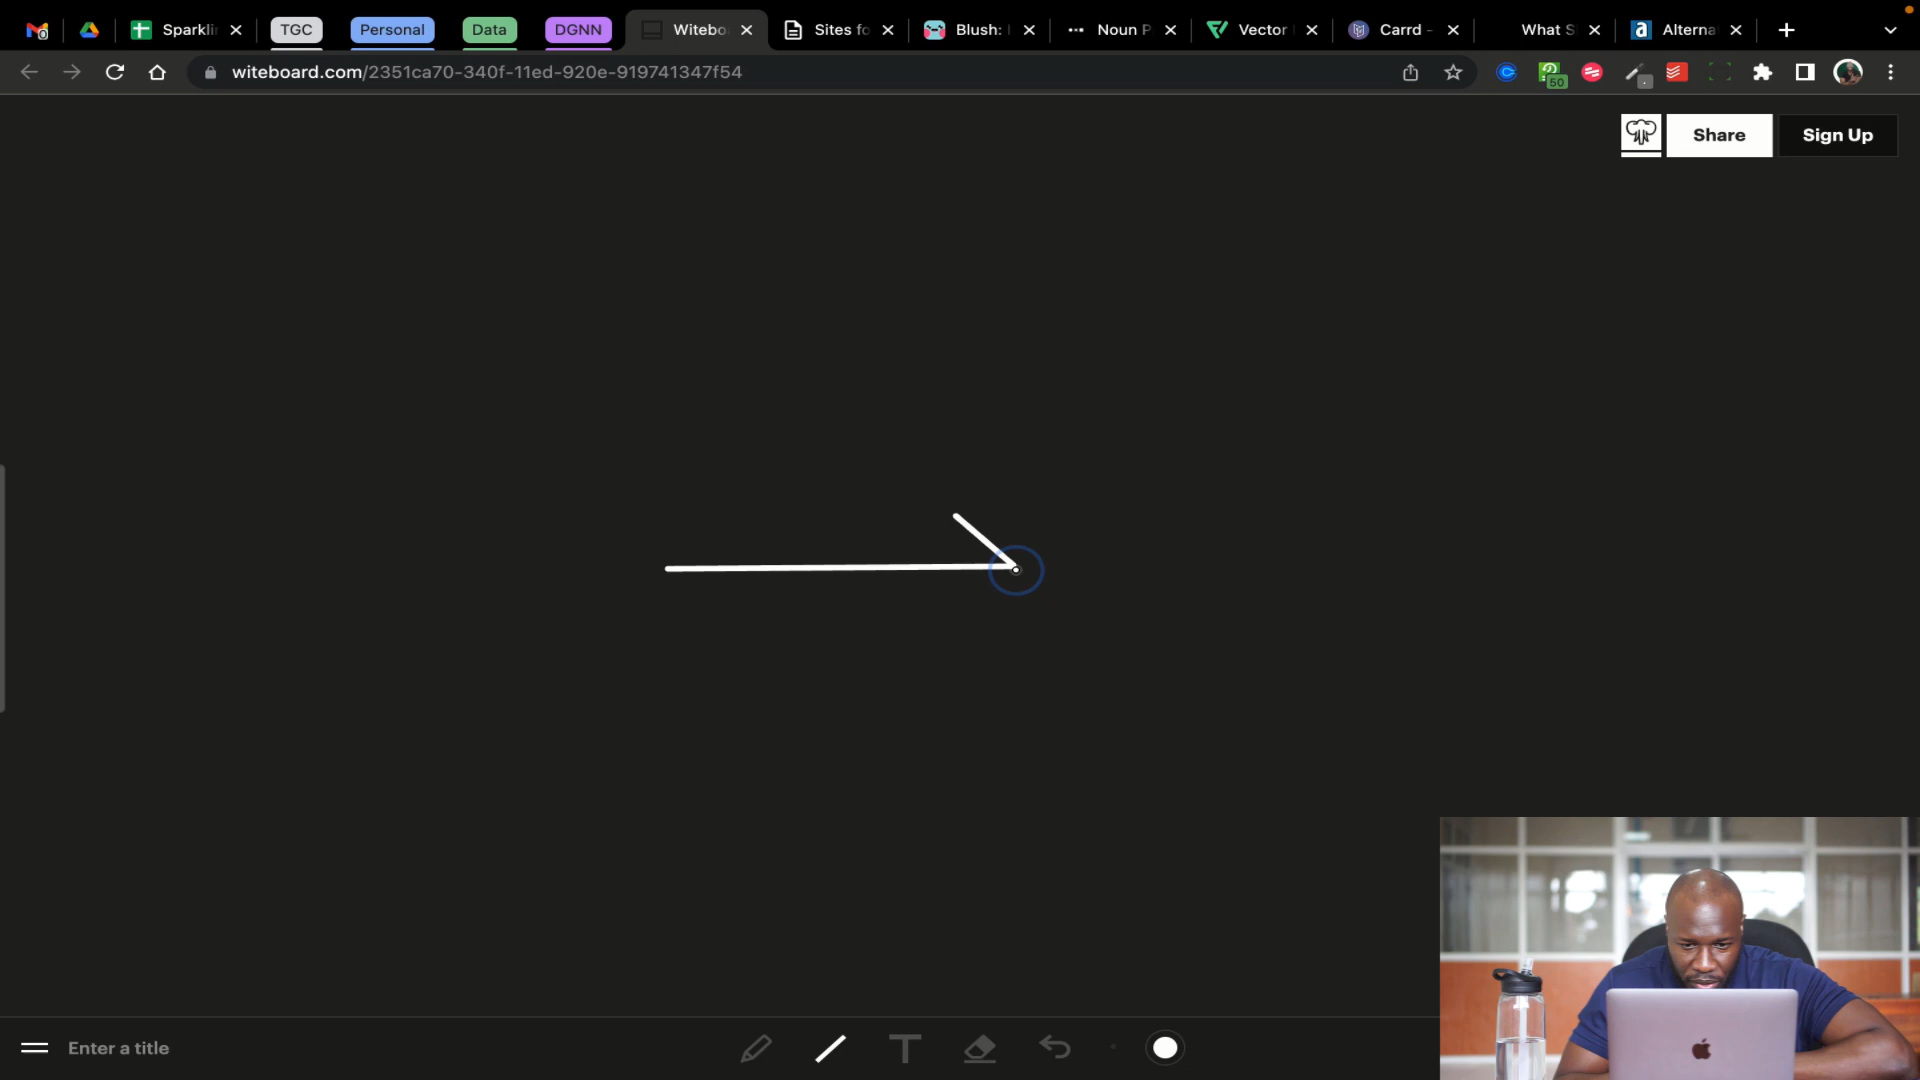 Sparkli
TGC
Personal
Data
DGNN
Witebo
Sites fo
Blush:
Noun P
Vector
Carrd -
What S
Alterna
witeboard.com/2351ca70-340f-11ed-920e-919741347f54
50
Share
Sign Up
Enter a title
T